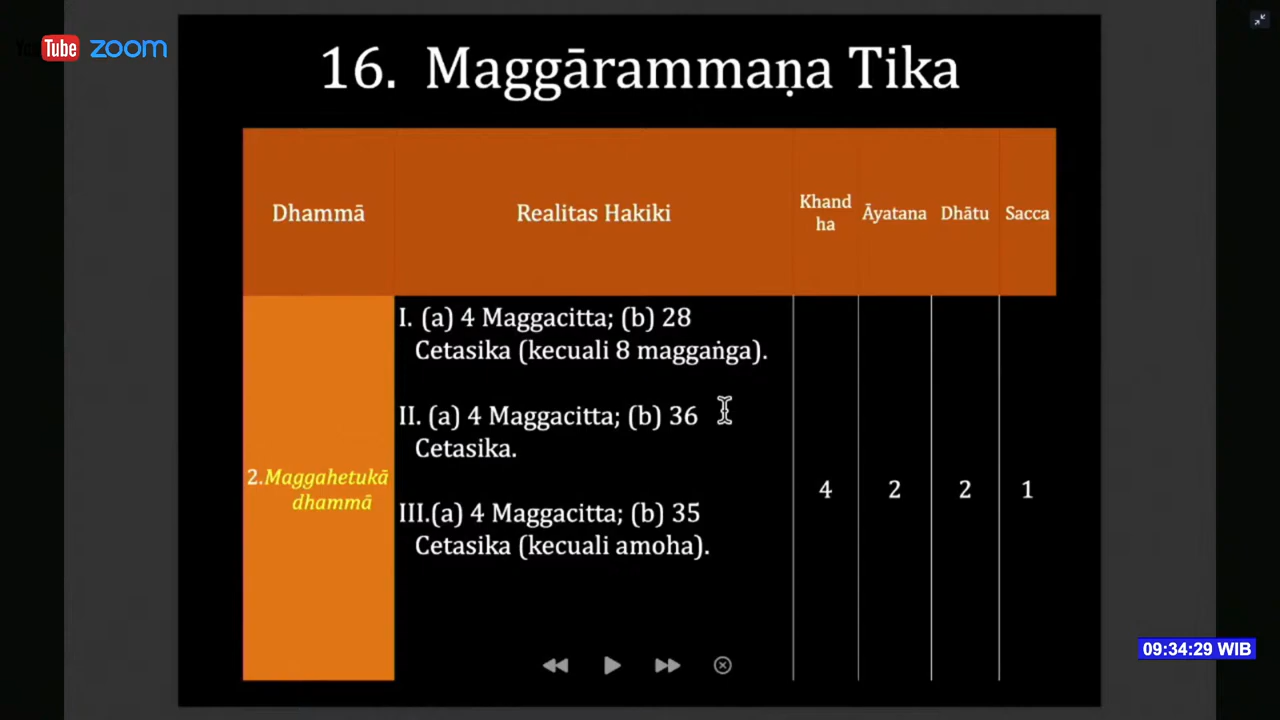 YouTube zoom
16. Maggārammaṇa Tika
Dhammā
Realitas Hakiki
Khand
ha
Āyatana
Dhātu
Sacca
2.Maggahetukā
dhammā
I. (a) 4 Maggacitta; (b) 28
Cetasika (kecuali 8 maggaṅga).
II. (a) 4 Maggacitta; (b) 36
Cetasika.
III.(a) 4 Maggacitta; (b) 35
Cetasika (kecuali amoha).
4
2
2
1
09:34:29 WIB